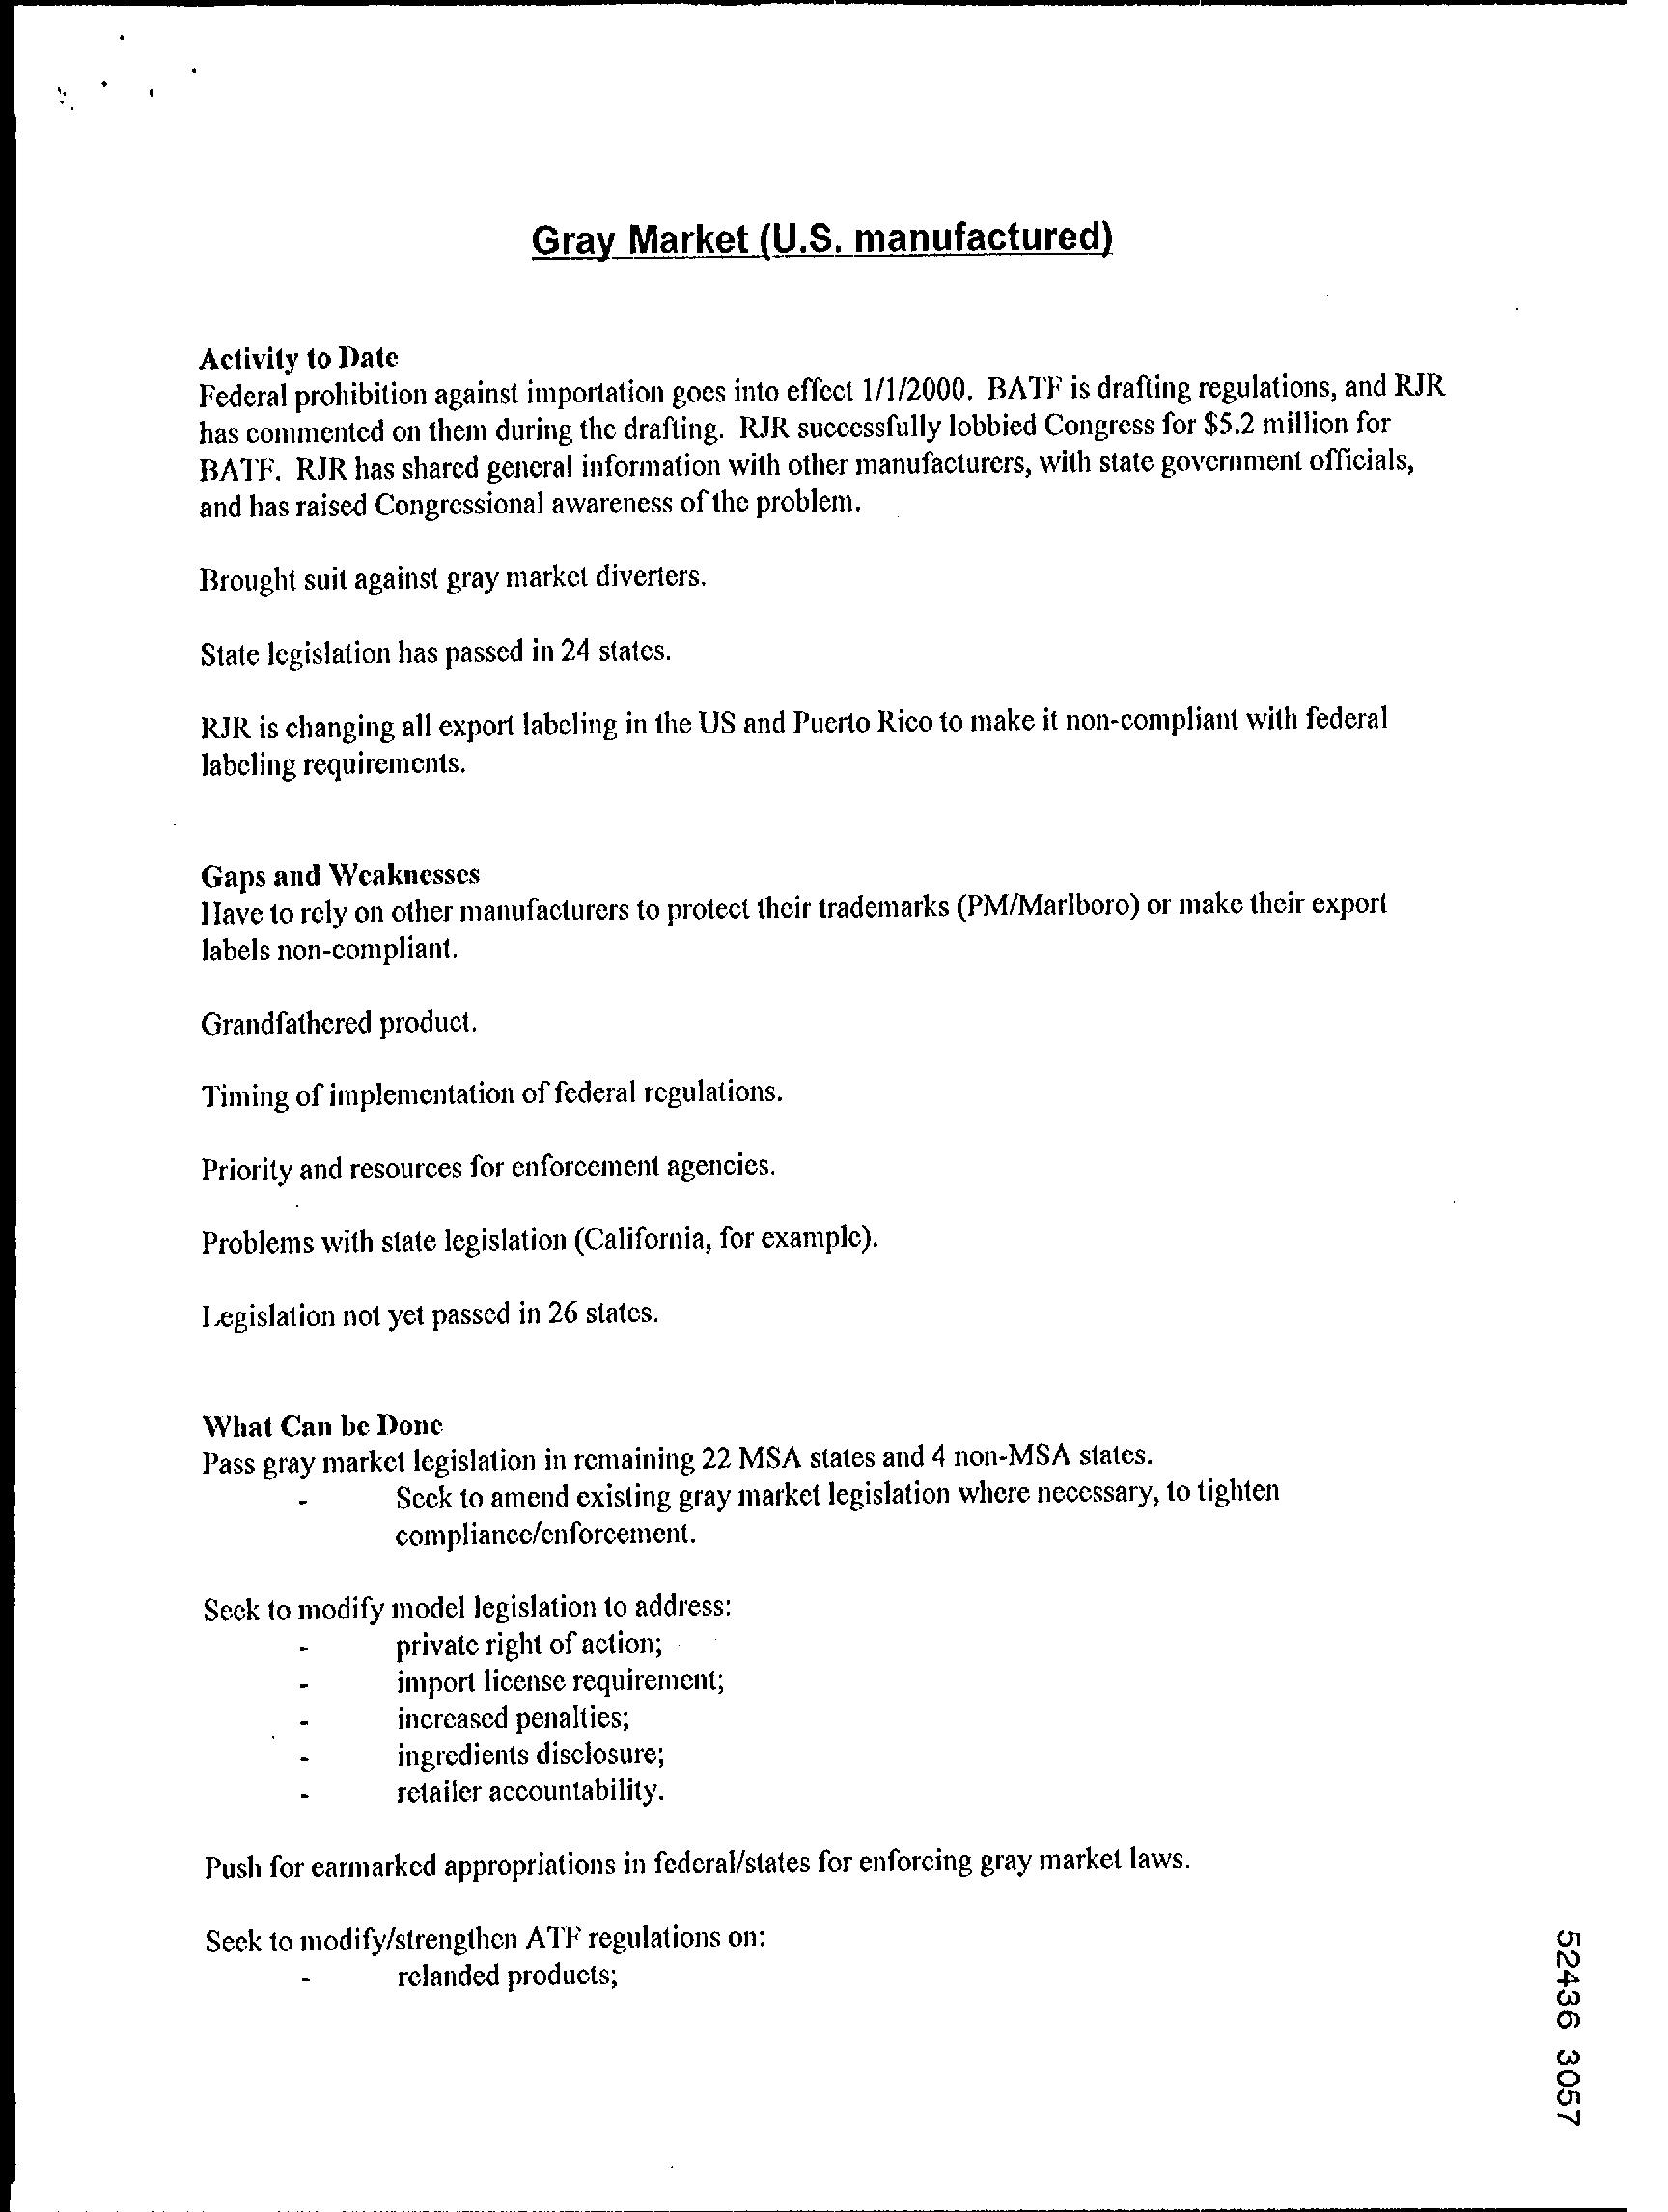 Gray Market (U.S. manufactured)
Activity to Date
Federal prohibition against importation goes into effect 1/1/2000. BATF is drafting regulations, and RJR
has commented on them during the drafting. RJR successfully lobbied Congress for $5.2 million for
BATF. RJR has shared general information with other manufacturers, with state government officials,
and has raised Congressional awareness of the problem.
Brought suit against gray market diverters.
State legislation has passed in 24 states.
RJR is changing all export labeling in the US and Puerto Rico to make it non-compliant with federal
labeling requirements.
Gaps and Weaknesses
Have to rely on other manufacturers to protect their trademarks (PM/Marlboro) or make their export
labels non-compliant.
Grandfathered product.
Timing of implementation of federal regulations.
Priority and resources for enforcement agencies.
Problems with state legislation (California, for example).
Legislation not yet passed in 26 states.
What Can be Done
Pass gray market legislation in remaining 22 MSA states and 4 non-MSA states.
- Seek to amend existing gray market legislation where necessary, to tighten
compliance/enforcement.
Seek to modify model legislation to address:
- private right of action;
- import license requirement;
- increased penalties;
- ingredients disclosure;
- retailer accountability.
Push for earmarked appropriations in federal/states for enforcing gray market laws.
Seek to modify/strengthen ATF regulations on:
- relanded products;
52436 3057